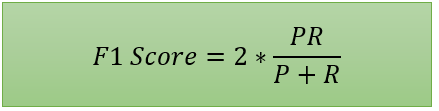 F1 Score = 2 * PR / P + R